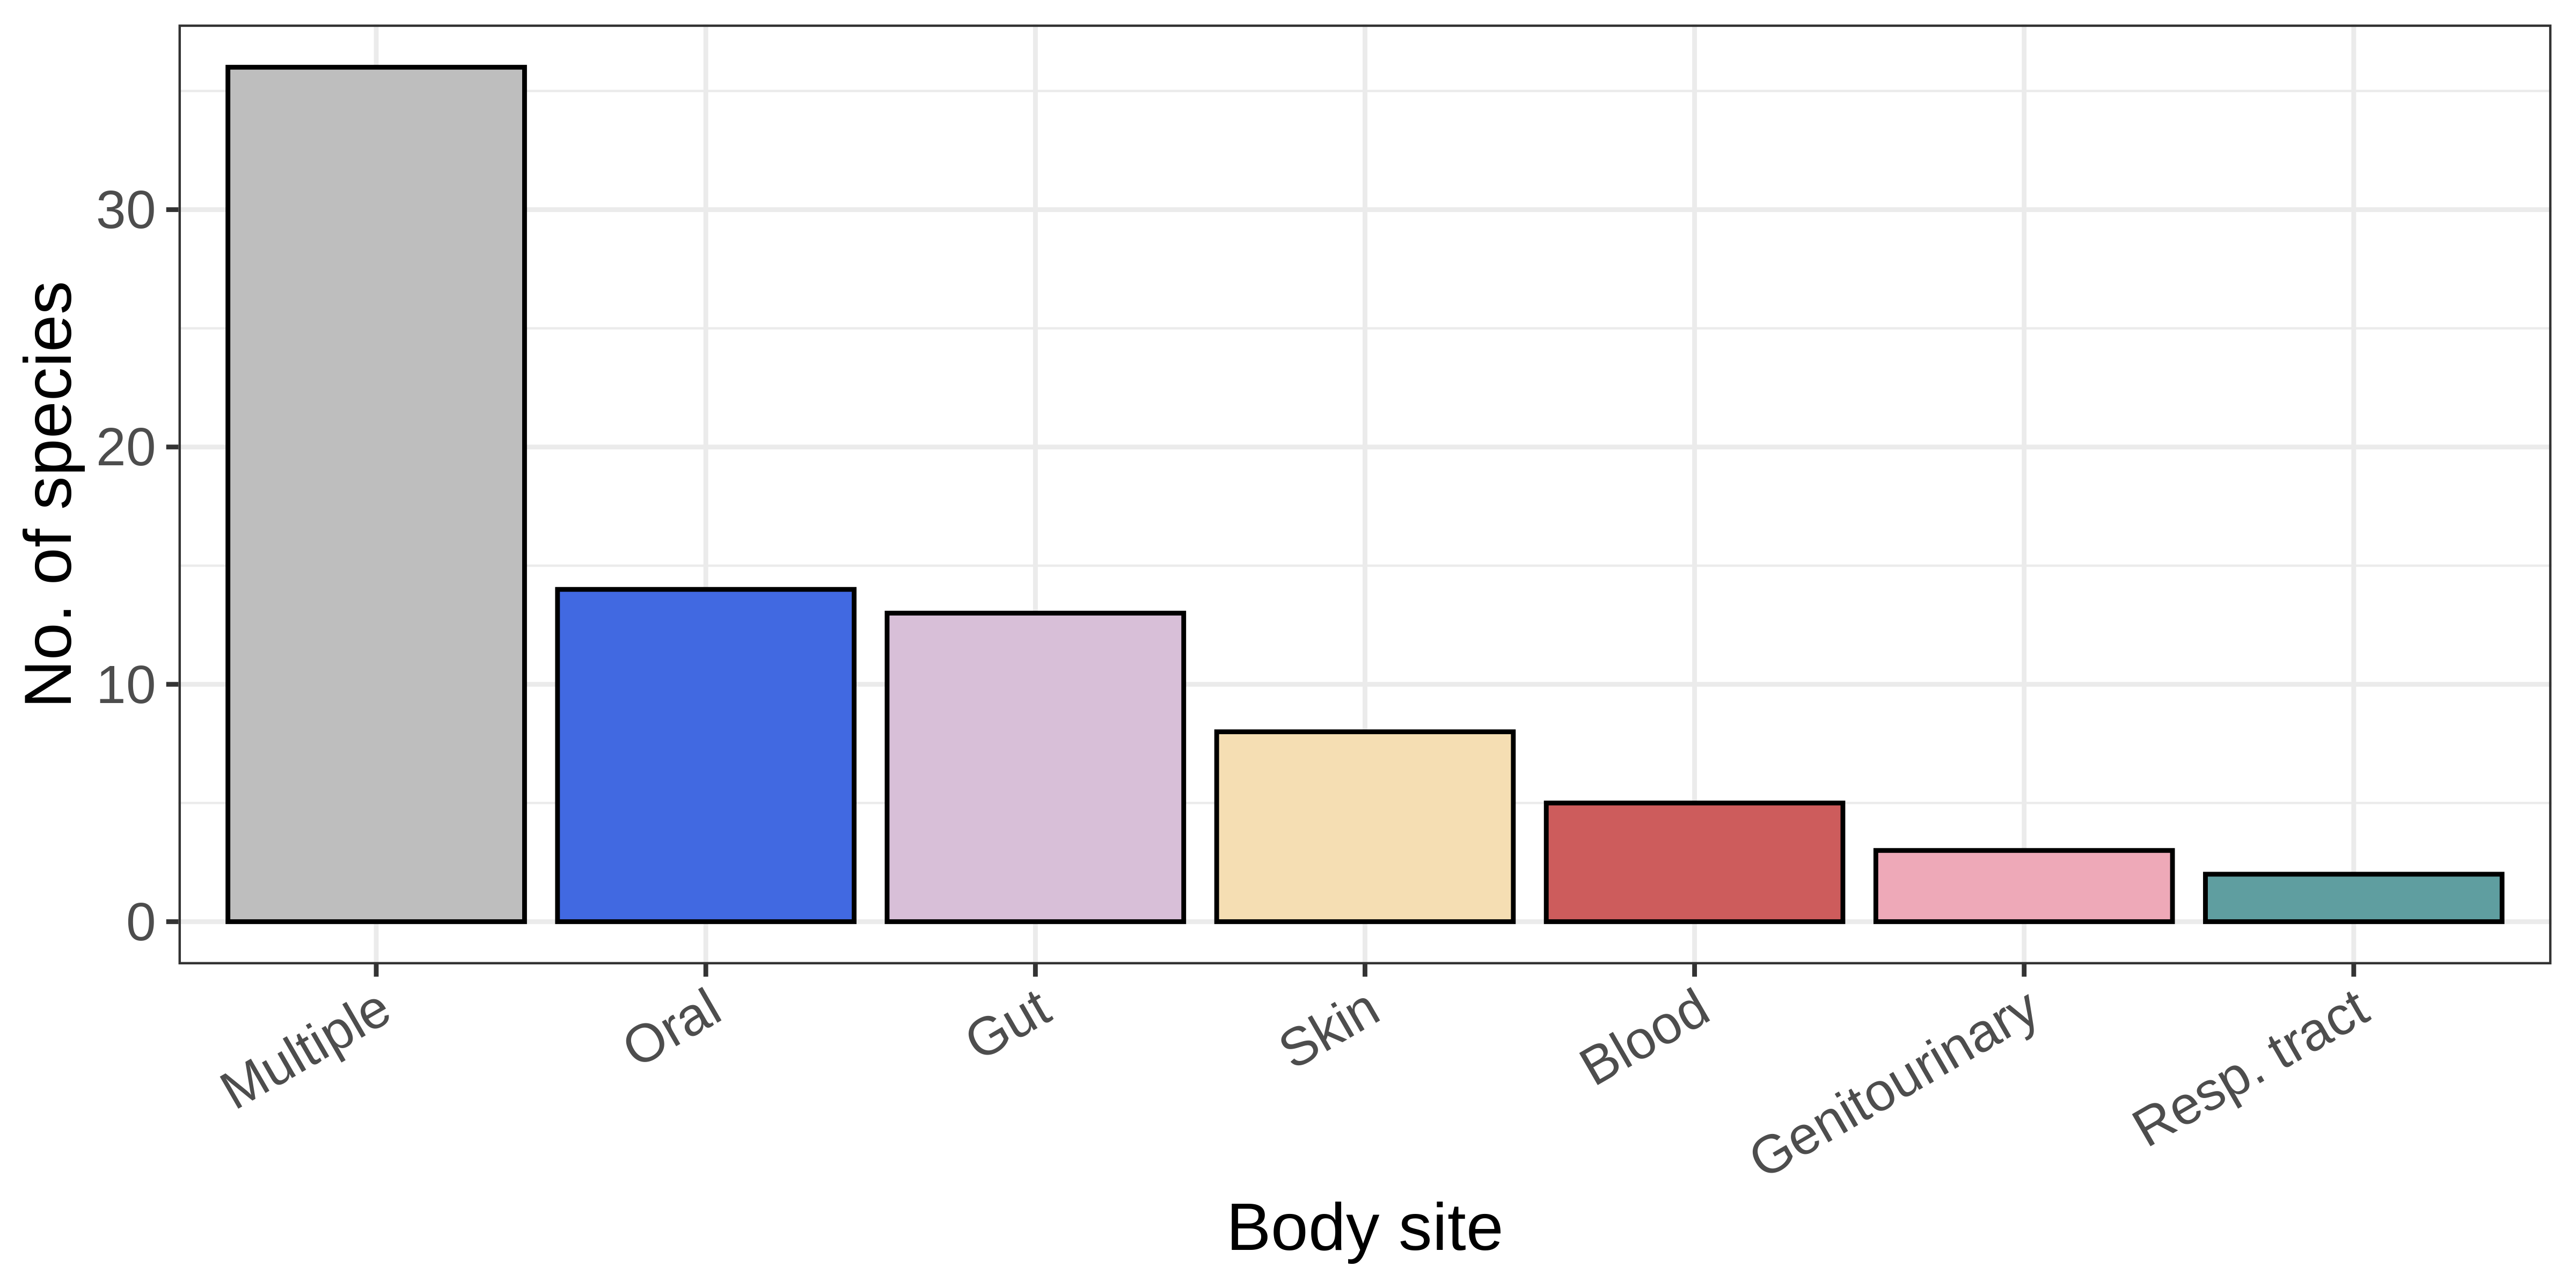 No. of species
30
20
10
0
Multiple
Oral
Gut
Skin
Blood
Genitourinary
Resp. tract
Body site